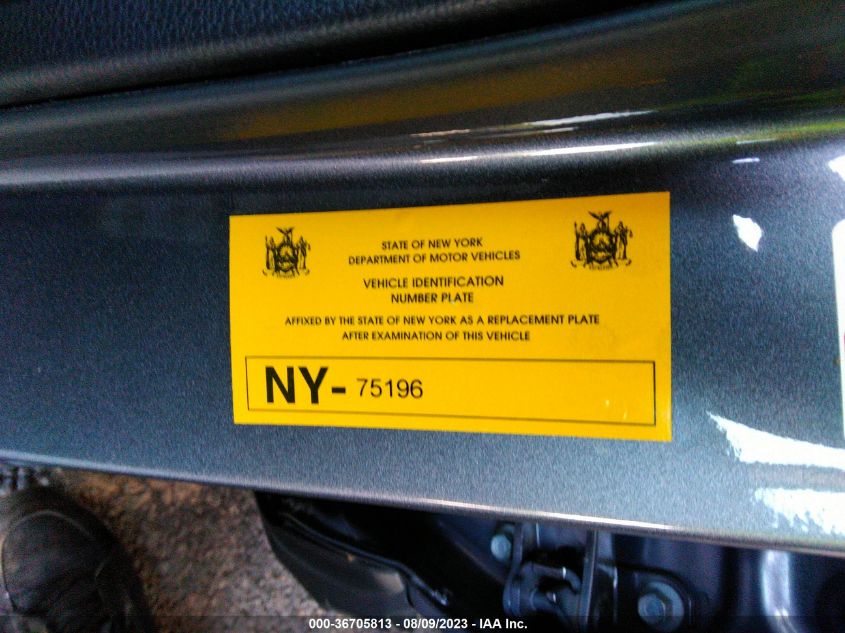 STATE OF NEW YORK
DEPARTMENT OF MOTOR VEHICLES
VEHICLE IDENTIFICATION
NUMBER PLATE
AFFIXED BY THE STATE OF NEW YORK AS A REPLACEMENT PLATE
AFTER EXAMINATION OF THIS VEHICLE
NY- 75196
000-36705813 - 08/09/2023 - IAA Inc.